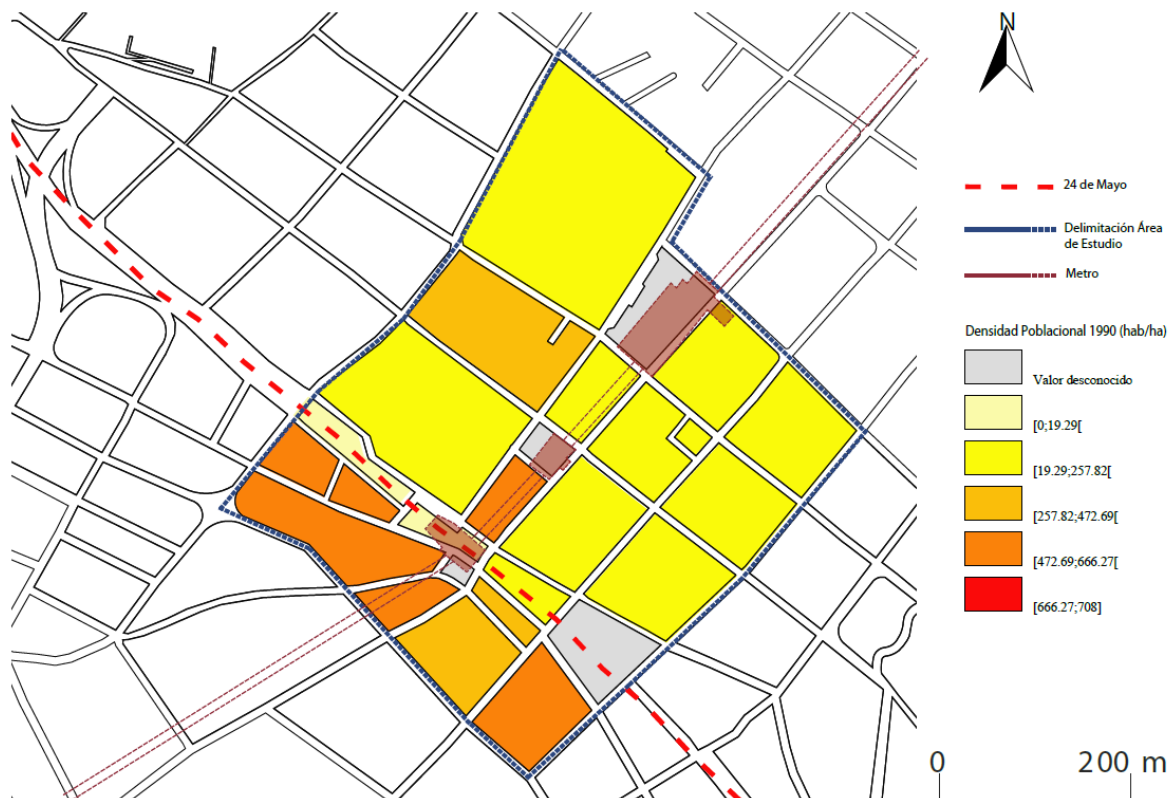 N
24 de Mayo
Delimitación Área
de Estudio
Metro
Densidad Poblacional 1990 (hab/ha)
Valor desconocido
[0;19.29[
[19.29;257.82[
[257.82;472.69[
[472.69;666.27[
[666.27;708]
0 200 m